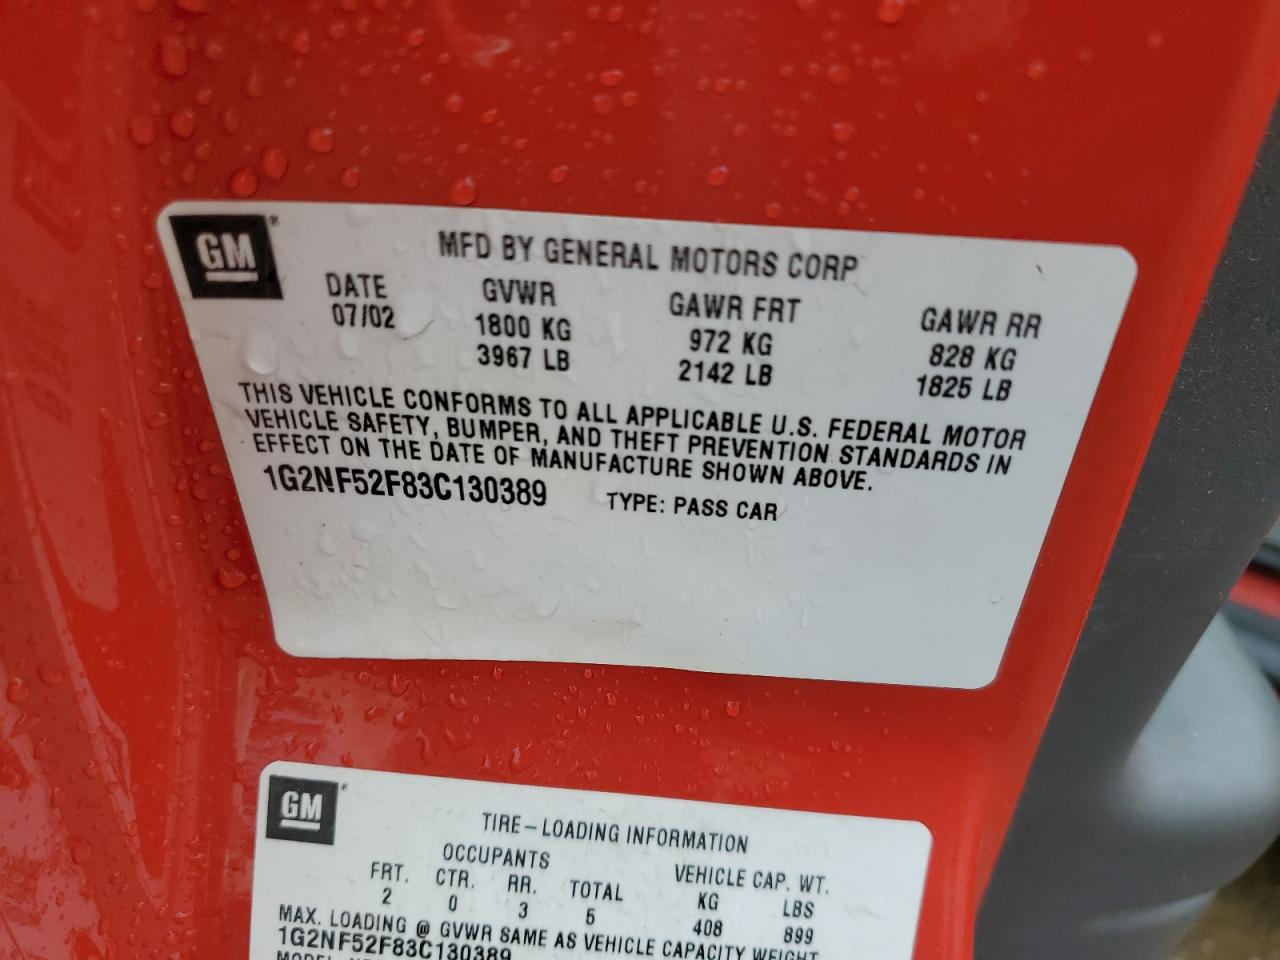 GM®
MFD BY GENERAL MOTORS CORP
DATE GVWR GAWR FRT GAWR RR
07/02 1800 KG 972 KG 828 KG
3967 LB 2142 LB 1825 LB
THIS VEHICLE CONFORMS TO ALL APPLICABLE U.S. FEDERAL MOTOR
VEHICLE SAFETY, BUMPER, AND THEFT PREVENTION STANDARDS IN
EFFECT ON THE DATE OF MANUFACTURE SHOWN ABOVE.
1G2NF52F83C130389 TYPE: PASS CAR
GM®
TIRE-LOADING INFORMATION
OCCUPANTS VEHICLE CAP. WT.
FRT. CTR. RR. TOTAL KG LBS
2 0 3 5 408 899
MAX. LOADING @ GVWR SAME AS VEHICLE CAPACITY WEIGHT
1G2NF52F83C130389